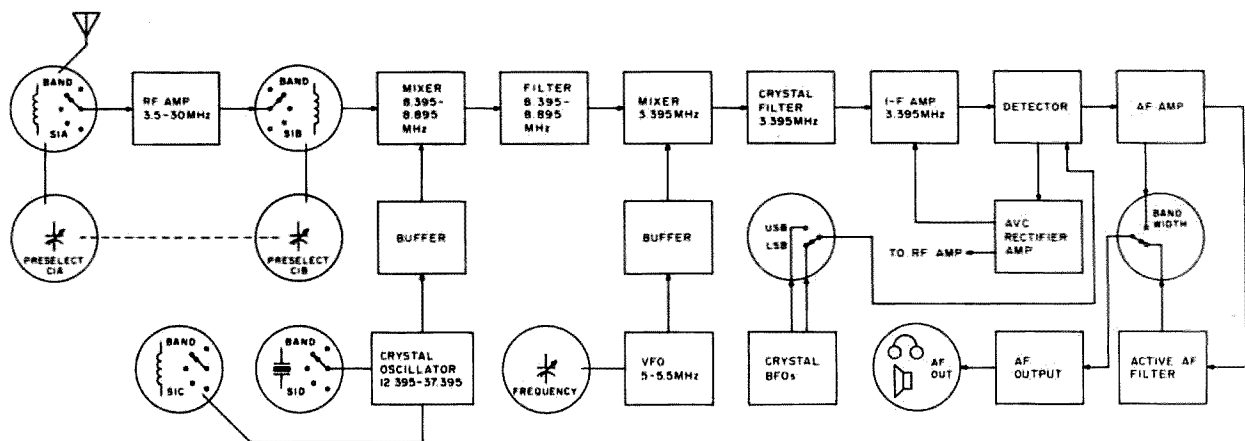 BAND
S1A
RF AMP
3.5-30MHz
BAND
S1B
MIXER
8.395-
8.895
MHz
FILTER
8.395-
8.895
MHz
MIXER
3.395MHz
CRYSTAL
FILTER
3.395MHz
I-F AMP
3.395MHz
DETECTOR
AF AMP
PRESELECT
C1A
PRESELECT
C1B
BUFFER
BUFFER
USB
LSB
TO RF AMP
AVC
RECTIFIER
AMP
BAND
WIDTH
BAND
S1C
BAND
S1D
CRYSTAL
OSCILLATOR
12.395-37.395
FREQUENCY
VFO
5-5.5MHz
CRYSTAL
BFOs
AF
OUT
AF
OUTPUT
ACTIVE AF
FILTER